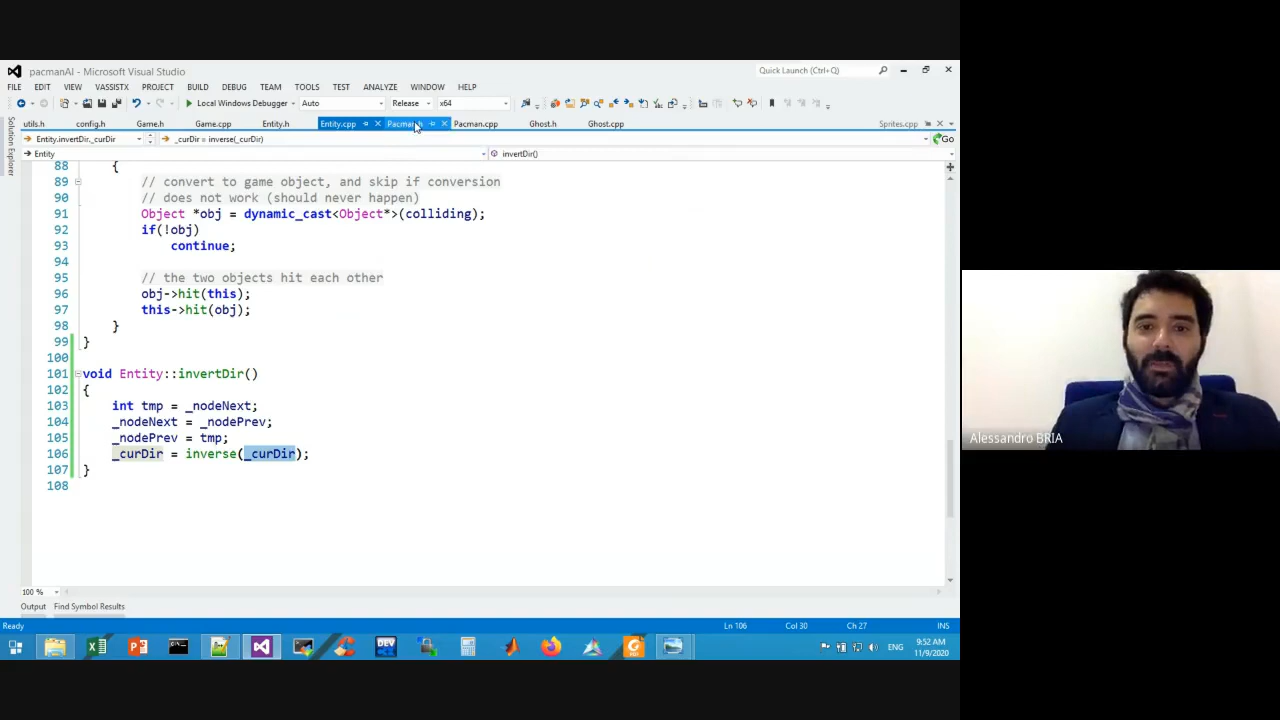 pacmanAI - Microsoft Visual Studio
Quick Launch (Ctrl+Q)
FILE EDIT VIEW VASSISTX PROJECT BUILD DEBUG TEAM TOOLS TEST ANALYZE WINDOW HELP
Local Windows Debugger Auto Release x64
utils.h config.h Game.h Game.cpp Entity.h Entity.cpp Pacman.h Pacman.cpp Ghost.h Ghost.cpp Sprites.cpp
Entity.invertDir._curDir _curDir = inverse(_curDir) Go
Entity invertDir()
Solution Explorer
88 {
89 // convert to game object, and skip if conversion
90 // does not work (should never happen)
91 Object *obj = dynamic_cast<Object*>(colliding);
92 if(!obj)
93 continue;
94
95 // the two objects hit each other
96 obj->hit(this);
97 this->hit(obj);
98 }
99 }
100
101 void Entity::invertDir()
102 {
103 int tmp = _nodeNext;
104 _nodeNext = _nodePrev;
105 _nodePrev = tmp;
106 _curDir = inverse(_curDir);
107 }
108
100 %
Output Find Symbol Results
Ready Ln 106 Col 30 Ch 27 INS
DEV
PDF
ENG
9:52 AM
11/9/2020
Alessandro BRIA